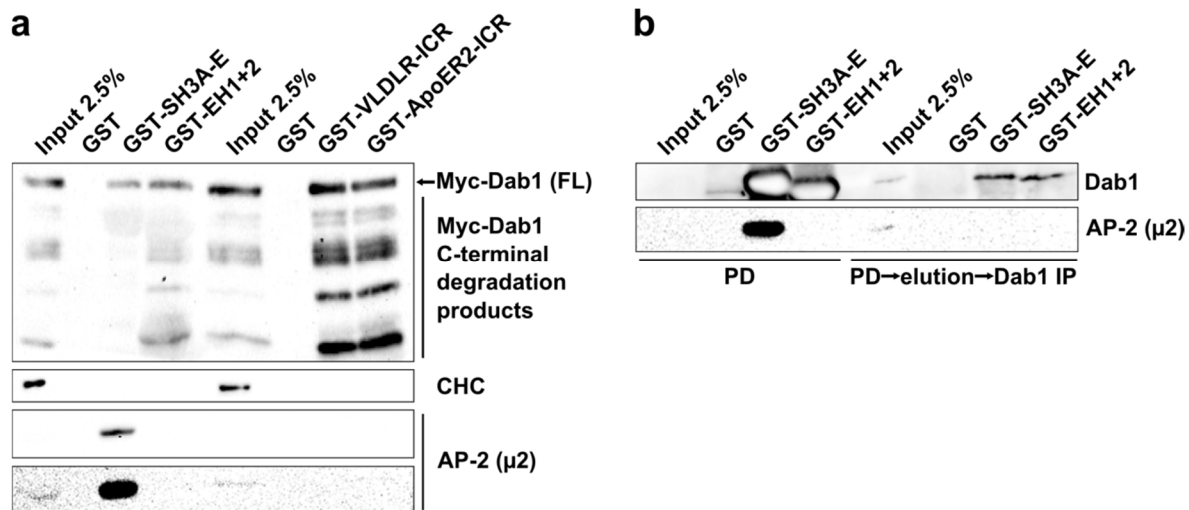 a
Input 2.5%
GST
GST-SH3A-E
GST-EH1+2
Input 2.5%
GST
GST-VLDLR-ICR
GST-ApoER2-ICR
←Myc-Dab1 (FL)
Myc-Dab1
C-terminal
degradation
products
CHC
AP-2 (µ2)
b
Input 2.5%
GST
GST-SH3A-E
GST-EH1+2
Input 2.5%
GST
GST-SH3A-E
GST-EH1+2
Dab1
AP-2 (µ2)
PD
PD→elution→Dab1 IP